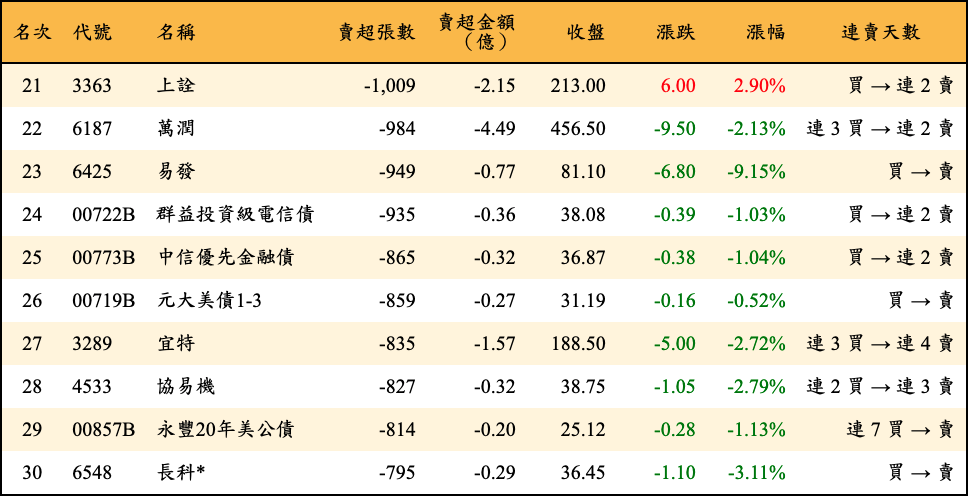 名次 代號 名稱 賣超張數 賣超金額（億） 收盤 漲跌 漲幅 連賣天數
21 3363 上詮 -1,009 -2.15 213.00 6.00 2.90% 買 → 連 2 賣
22 6187 萬潤 -984 -4.49 456.50 -9.50 -2.13% 連 3 買 → 連 2 賣
23 6425 易發 -949 -0.77 81.10 -6.80 -9.15% 買 → 賣
24 00722B 群益投資級電信債 -935 -0.36 38.08 -0.39 -1.03% 買 → 連 2 賣
25 00773B 中信優先金融債 -865 -0.32 36.87 -0.38 -1.04% 買 → 連 2 賣
26 00719B 元大美債1-3 -859 -0.27 31.19 -0.16 -0.52% 買 → 賣
27 3289 宜特 -835 -1.57 188.50 -5.00 -2.72% 連 3 買 → 連 4 賣
28 4533 協易機 -827 -0.32 38.75 -1.05 -2.79% 連 2 買 → 連 3 賣
29 00857B 永豐20年美公債 -814 -0.20 25.12 -0.28 -1.13% 連 7 買 → 賣
30 6548 長科* -795 -0.29 36.45 -1.10 -3.11% 買 → 賣